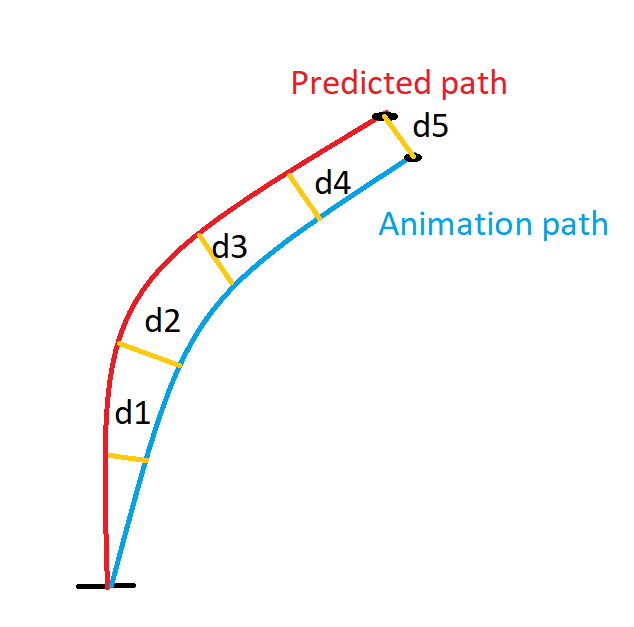 Predicted path
d5
d4
Animation path
d3
d2
d1